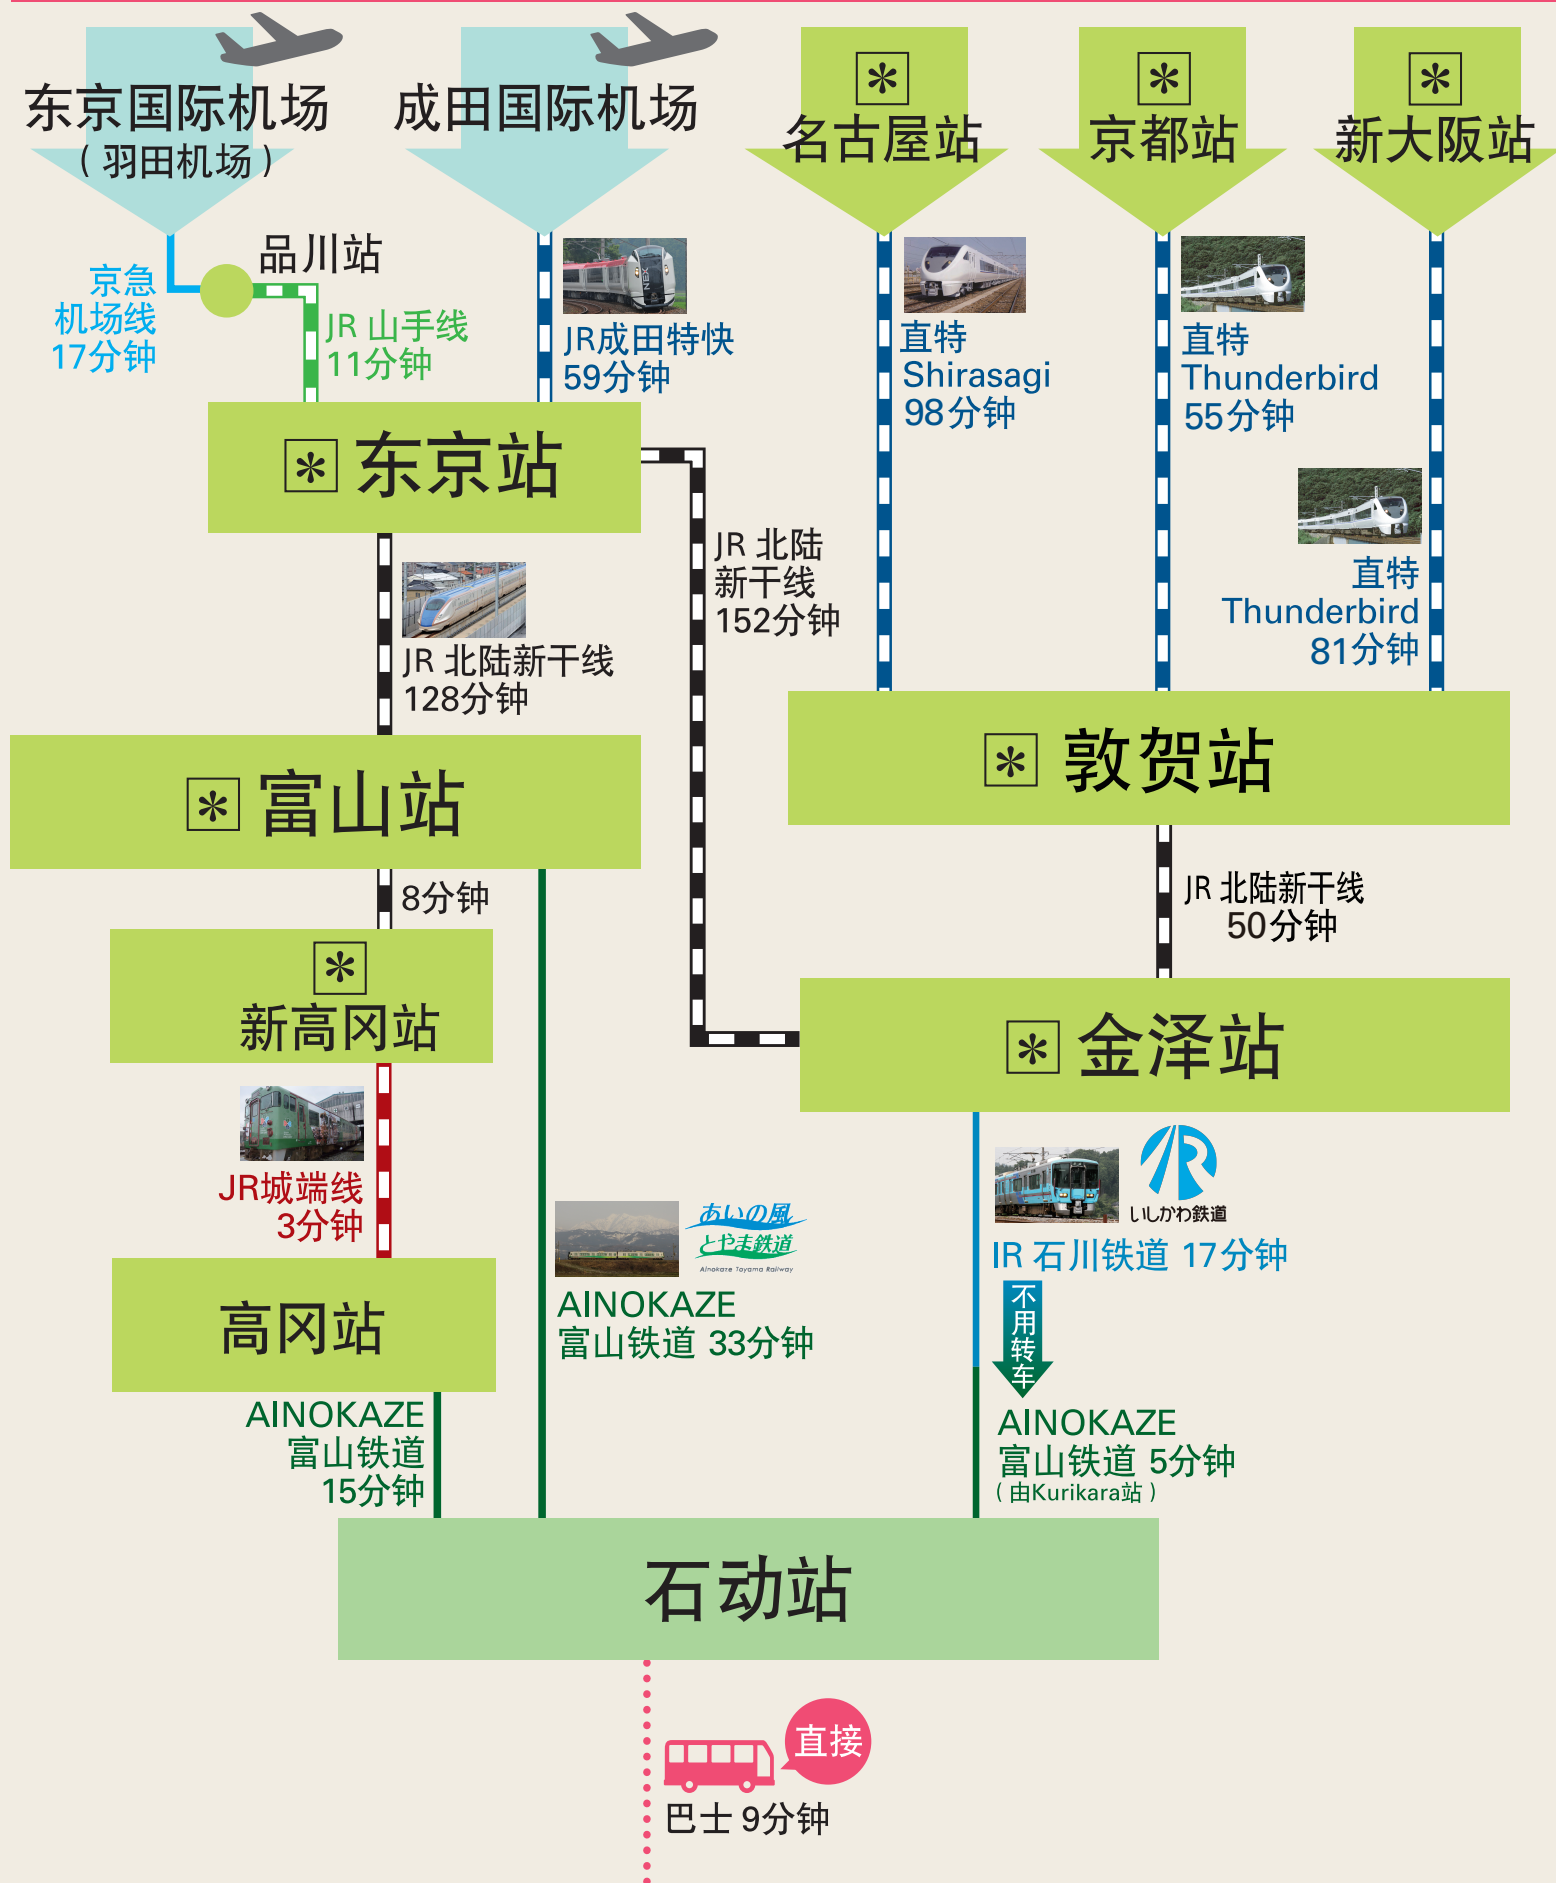 东京国际机场
（羽田机场）
成田国际机场
＊
名古屋站
＊
京都站
＊
新大阪站
品川站
京急
机场线
17分钟
JR 山手线
11分钟
JR成田特快
59分钟
直特
Shirasagi
98分钟
直特
Thunderbird
55分钟
直特
Thunderbird
81分钟
＊ 东京站
JR 北陆新干线
128分钟
JR 北陆
新干线
152分钟
＊ 富山站
＊ 敦贺站
8分钟
JR 北陆新干线
50分钟
＊
新高冈站
＊ 金泽站
JR城端线
3分钟
あいの風
とやま鉄道
Ainokaze Toyama Railway
AINOKAZE
富山铁道 33分钟
IR
いしかわ鉄道
IR 石川铁道 17分钟
不用转车
高冈站
AINOKAZE
富山铁道
15分钟
AINOKAZE
富山铁道 5分钟
（由Kurikara站）
石动站
直接
巴士 9分钟